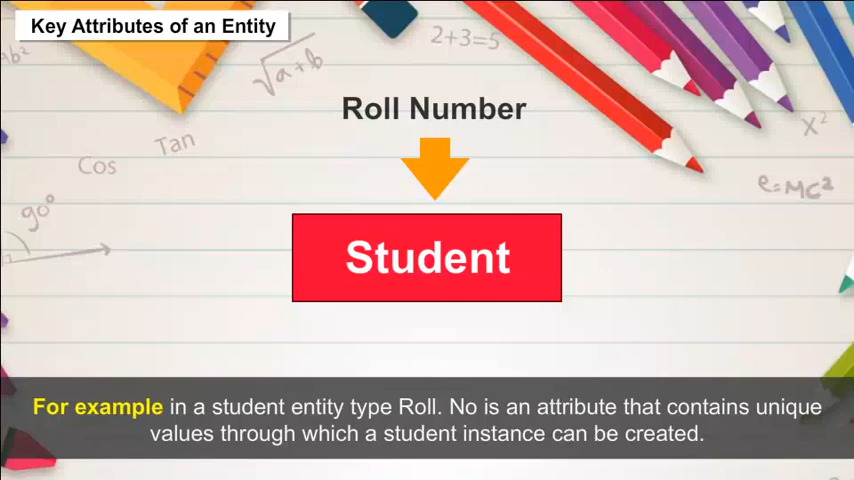 Key Attributes of an Entity
2+3=5
√a+b
Roll Number
x²
Tan
Cos
e=MC²
90°
Student
For example in a student entity type Roll. No is an attribute that contains unique
values through which a student instance can be created.